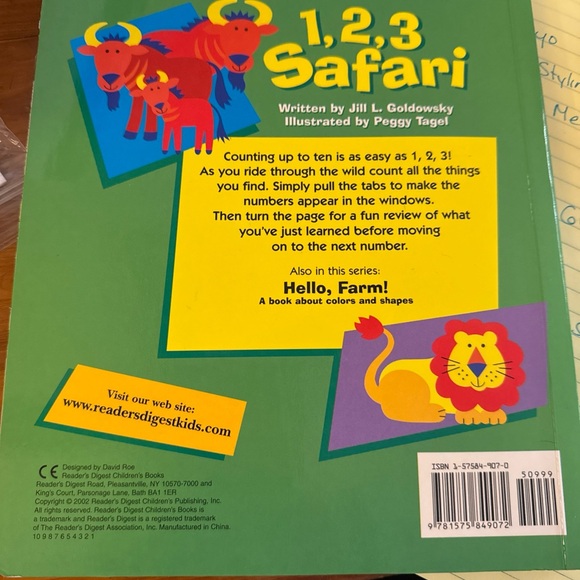 1, 2, 3
Safari
Written by Jill L. Goldowsky
Illustrated by Peggy Tagel
Counting up to ten is as easy as 1, 2, 3!
As you ride through the wild count all the things
you find. Simply pull the tabs to make the
numbers appear in the windows.
Then turn the page for a fun review of what
you've just learned before moving
on to the next number.
Also in this series:
Hello, Farm!
A book about colors and shapes
Visit our web site:
www.readersdigestkids.com
CE Designed by David Roe
Reader's Digest Children's Books
Reader's Digest Road, Pleasantville, NY 10570-7000 and
King's Court, Parsonage Lane, Bath BA1 1ER
Copyright © 2002 Reader's Digest Children's Publishing, Inc.
All rights reserved. Reader's Digest Children's Books is
a trademark and Reader's Digest is a registered trademark
of The Reader's Digest Association, Inc. Manufactured in China.
10 9 8 7 6 5 4 3 2 1
ISBN 1-57584-907-0
50999
9 781575 849072
Me